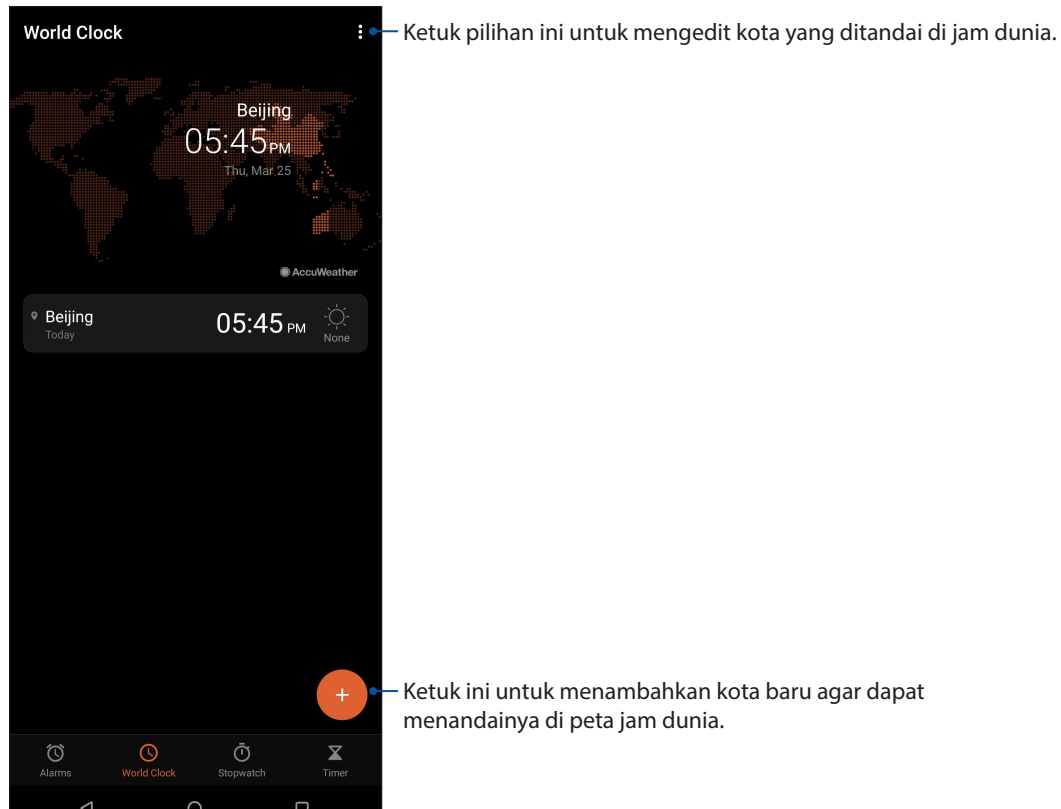 World Clock
Ketuk pilihan ini untuk mengedit kota yang ditandai di jam dunia.
Beijing
05:45 PM
Thu, Mar 25
AccuWeather
Beijing
Today
05:45 PM
None
Ketuk ini untuk menambahkan kota baru agar dapat
menandainya di peta jam dunia.
Alarms
World Clock
Stopwatch
Timer